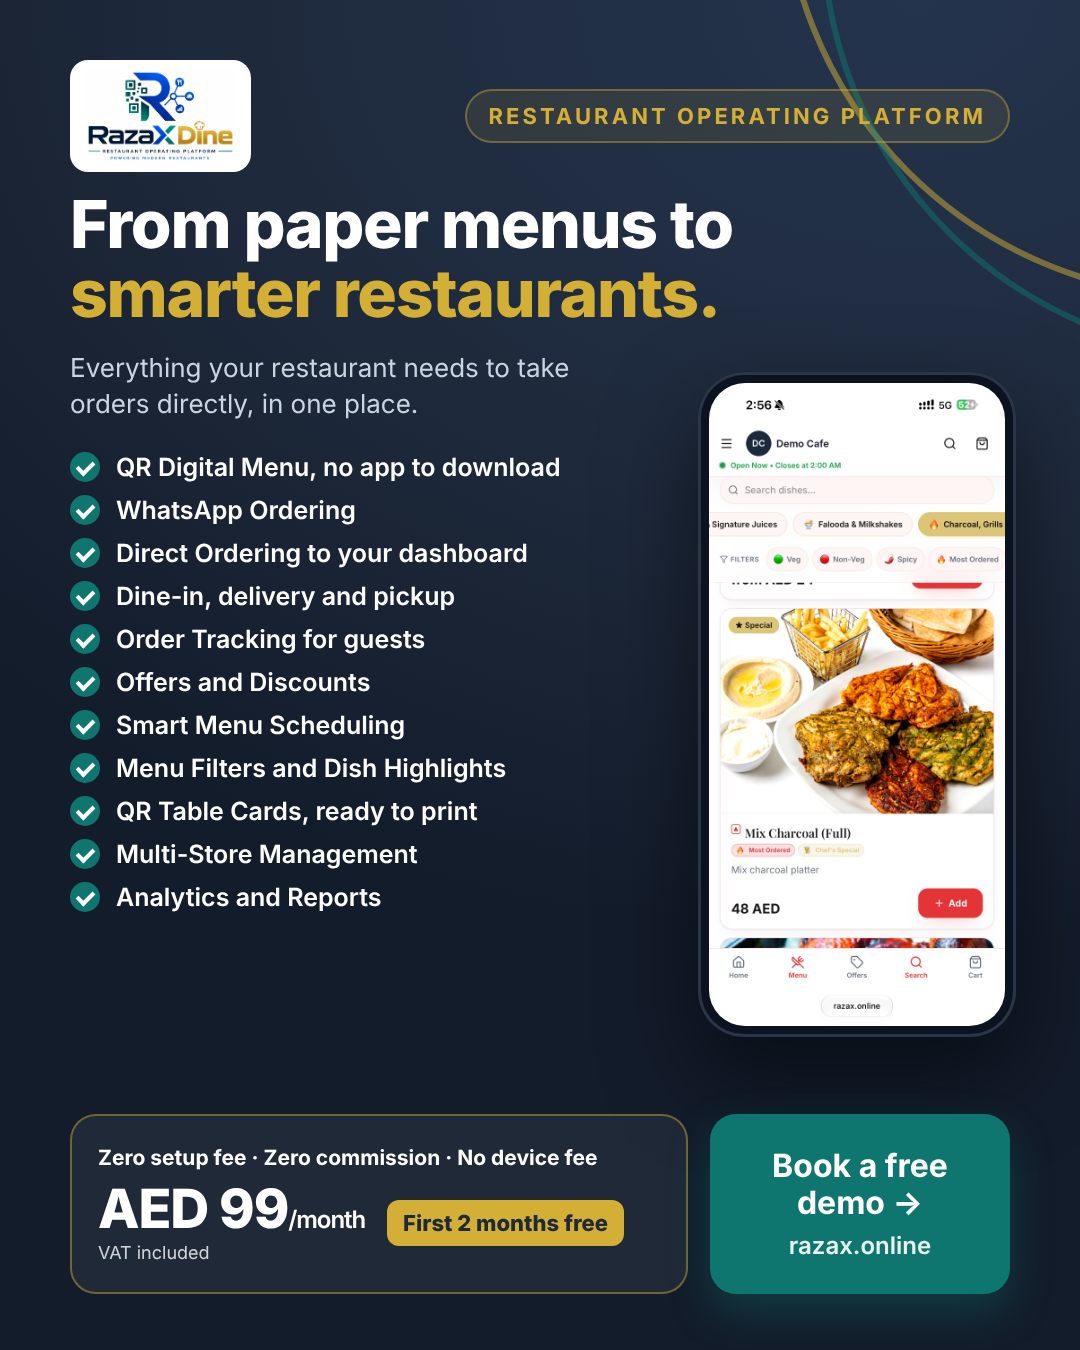 RazaXDine
RESTAURANT OPERATING PLATFORM
POWERING MODERN RESTAURANTS
RESTAURANT OPERATING PLATFORM
From paper menus to
smarter restaurants.
Everything your restaurant needs to take
orders directly, in one place.
QR Digital Menu, no app to download
WhatsApp Ordering
Direct Ordering to your dashboard
Dine-in, delivery and pickup
Order Tracking for guests
Offers and Discounts
Smart Menu Scheduling
Menu Filters and Dish Highlights
QR Table Cards, ready to print
Multi-Store Management
Analytics and Reports
2:56 5G 52
DC Demo Cafe
Open Now • Closes at 2:00 AM
Search dishes...
Signature Juices Falooda & Milkshakes Charcoal, Grills
FILTERS Veg Non-Veg Spicy Most Ordered
Special
Mix Charcoal (Full)
Most Ordered Chef's Special
Mix charcoal platter
48 AED + Add
Home Menu Offers Search Cart
razax.online
Zero setup fee · Zero commission · No device fee
AED 99/month First 2 months free
VAT included
Book a free
demo →
razax.online